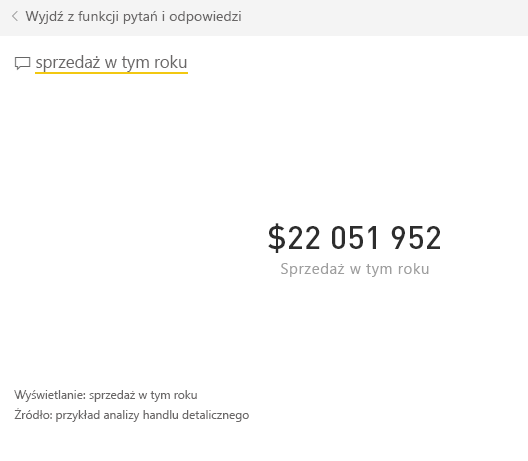 Wyjdź z funkcji pytań i odpowiedzi
sprzedaż w tym roku
$22 051 952
Sprzedaż w tym roku
Wyświetlanie: sprzedaż w tym roku
Źródło: przykład analizy handlu detalicznego